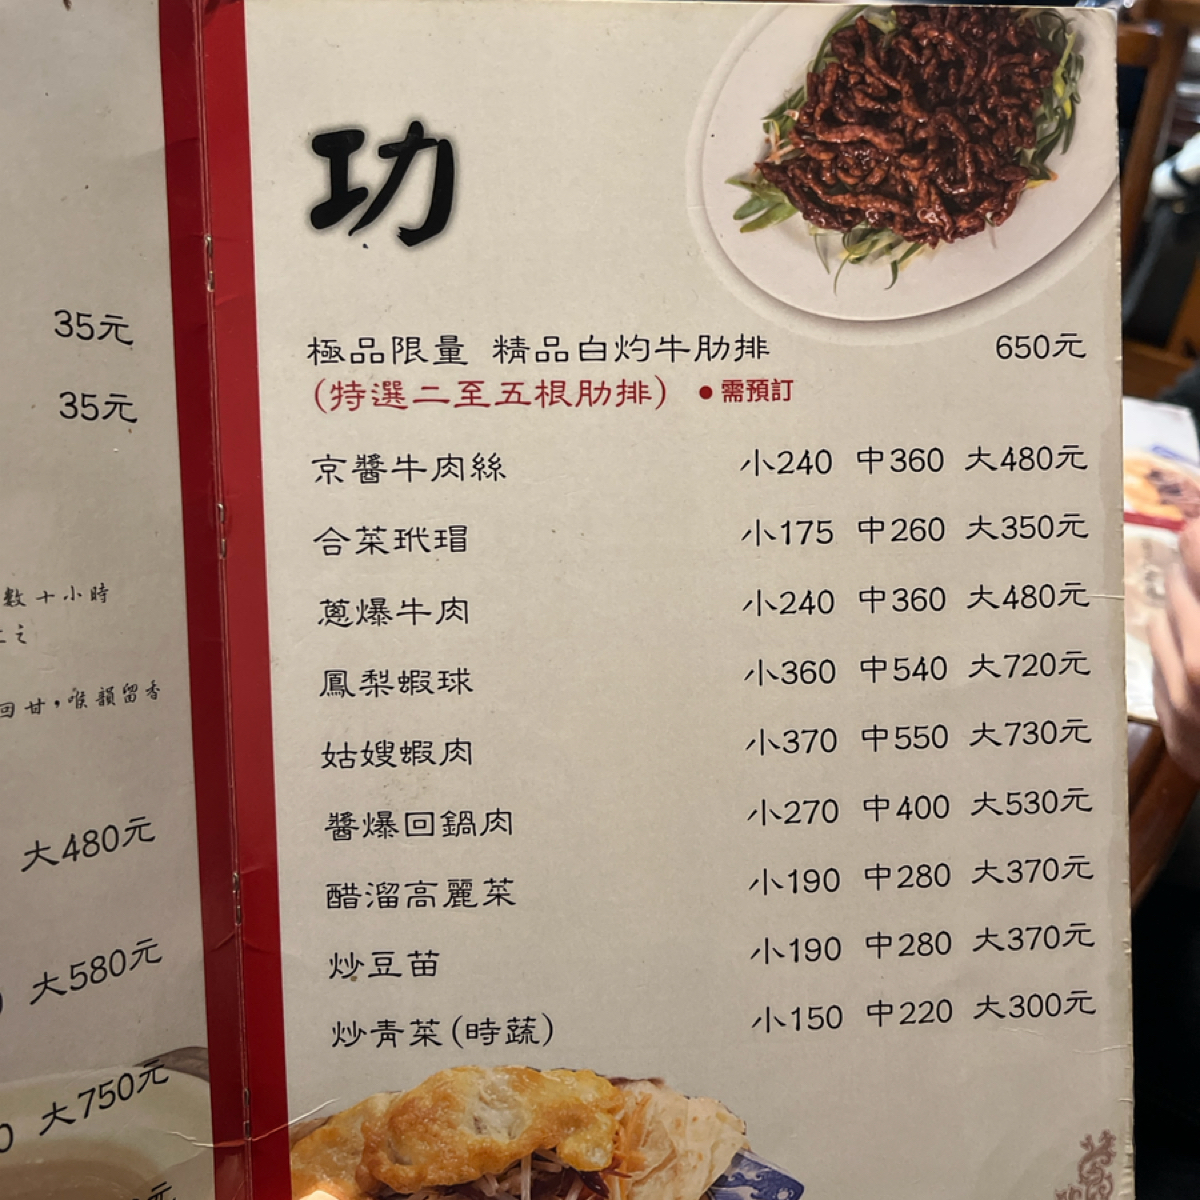 35元
35元
數十小時
回甘，喉韻留香
大480元
大580元
大750元
功
極品限量 精品白灼牛肋排 650元
(特選二至五根肋排) ●需預訂
京醬牛肉絲 小240 中360 大480元
合菜玳瑁 小175 中260 大350元
蔥爆牛肉 小240 中360 大480元
鳳梨蝦球 小360 中540 大720元
姑嫂蝦肉 小370 中550 大730元
醬爆回鍋肉 小270 中400 大530元
醋溜高麗菜 小190 中280 大370元
炒豆苗 小190 中280 大370元
炒青菜(時蔬) 小150 中220 大300元